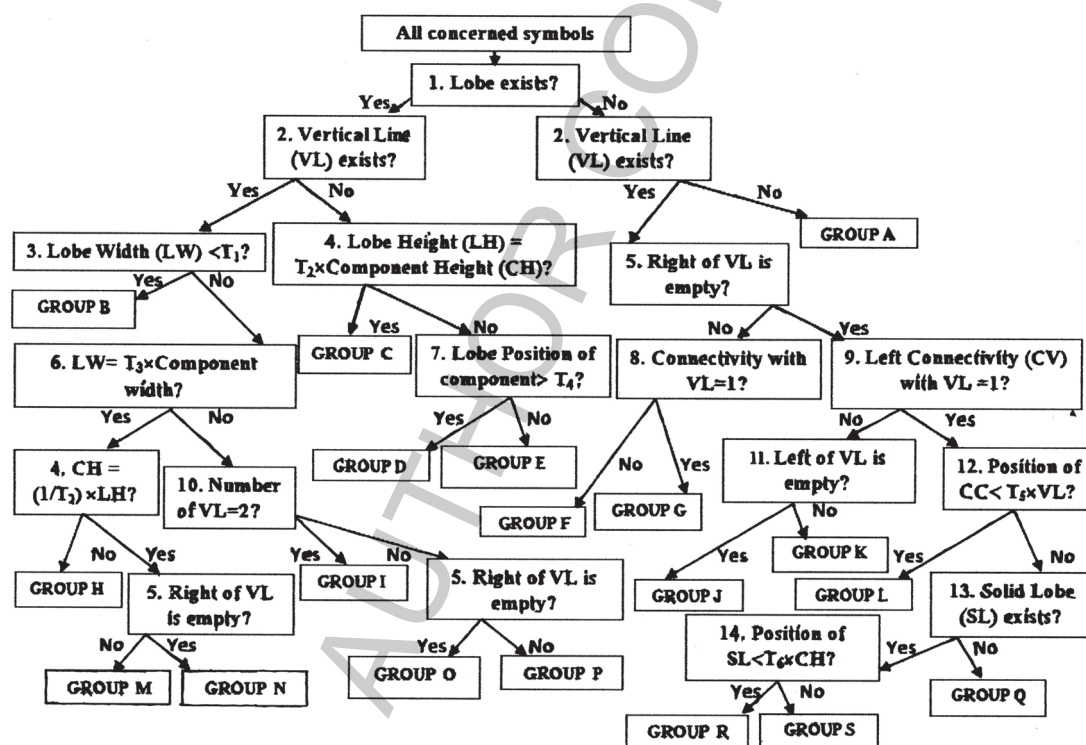 All concerned symbols
1. Lobe exists?
Yes
No
2. Vertical Line
(VL) exists?
2. Vertical Line
(VL) exists?
Yes
No
Yes
No
GROUP A
3. Lobe Width (LW) <T1?
4. Lobe Height (LH) =
T2×Component Height (CH)?
5. Right of VL is
empty?
Yes
No
GROUP B
Yes
No
GROUP C
No
Yes
6. LW= T3×Component
width?
7. Lobe Position of
component> T4?
8. Connectivity with
VL=1?
9. Left Connectivity (CV)
with VL =1?
Yes
No
Yes
No
No
Yes
No
Yes
4. CH =
(1/T2)×LH?
10. Number
of VL=2?
GROUP D
GROUP E
GROUP F
GROUP G
11. Left of VL is
empty?
12. Position of
CC< T5×VL?
No
Yes
Yes
No
Yes
No
Yes
No
GROUP H
5. Right of VL
is empty?
GROUP I
5. Right of VL is
empty?
GROUP J
GROUP K
GROUP L
13. Solid Lobe
(SL) exists?
No
Yes
Yes
No
14. Position of
SL<T6×CH?
Yes
No
GROUP M
GROUP N
GROUP O
GROUP P
GROUP Q
Yes
No
GROUP R
GROUP S
AUTHOR CO